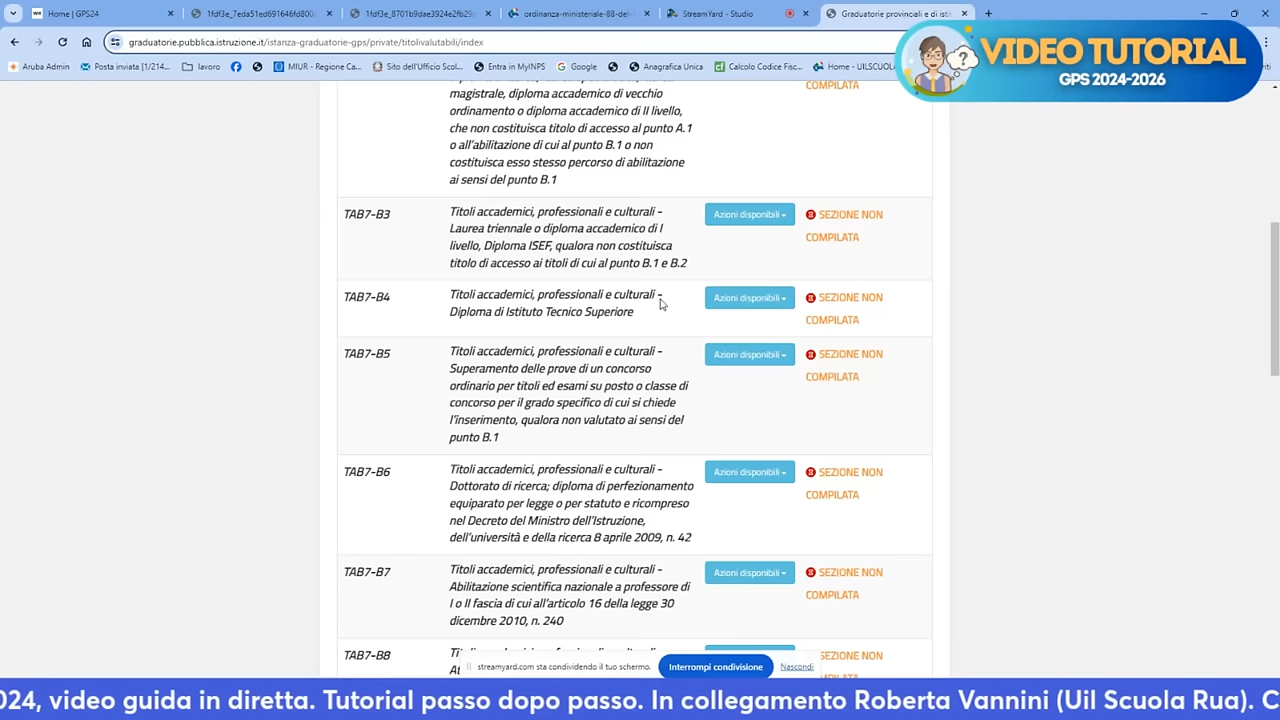 Home | GPS24
1fdf3e_7eda51ed691646fd800c
1fdf3e_8701b9dae3924e2fb29b
ordinanza-ministeriale-88-del-1
StreamYard - Studio
Graduatorie provinciali e di isti
graduatorie.pubblica.istruzione.it/istanza-graduatorie-gps/private/titolivalutabili/index
Aruba Admin
Posta inviata [1/214...
lavoro
MIUR - Regione Ca...
Sito dell'Ufficio Scol...
Entra in MyINPS
Google
Anagrafica Unica
Calcolo Codice Fisc...
Home - UILSCUOLA
VIDEO TUTORIAL
GPS 2024-2026
COMPILATA
magistrale, diploma accademico di vecchio
ordinamento o diploma accademico di II livello,
che non costituisca titolo di accesso al punto A.1
o all'abilitazione di cui al punto B.1 o non
costituisca esso stesso percorso di abilitazione
ai sensi del punto B.1
TAB7-B3
Titoli accademici, professionali e culturali -
Laurea triennale o diploma accademico di I
livello, Diploma ISEF, qualora non costituisca
titolo di accesso ai titoli di cui al punto B.1 e B.2
Azioni disponibili
SEZIONE NON
COMPILATA
TAB7-B4
Titoli accademici, professionali e culturali -
Diploma di Istituto Tecnico Superiore
Azioni disponibili
SEZIONE NON
COMPILATA
TAB7-B5
Titoli accademici, professionali e culturali -
Superamento delle prove di un concorso
ordinario per titoli ed esami su posto o classe di
concorso per il grado specifico di cui si chiede
l'inserimento, qualora non valutato ai sensi del
punto B.1
Azioni disponibili
SEZIONE NON
COMPILATA
TAB7-B6
Titoli accademici, professionali e culturali -
Dottorato di ricerca; diploma di perfezionamento
equiparato per legge o per statuto e ricompreso
nel Decreto del Ministro dell'Istruzione,
dell'università e della ricerca 8 aprile 2009, n. 42
Azioni disponibili
SEZIONE NON
COMPILATA
TAB7-B7
Titoli accademici, professionali e culturali -
Abilitazione scientifica nazionale a professore di
I o II fascia di cui all'articolo 16 della legge 30
dicembre 2010, n. 240
Azioni disponibili
SEZIONE NON
COMPILATA
TAB7-B8
SEZIONE NON
streamyard.com sta condividendo il tuo schermo.
Interrompi condivisione
Nascondi
024, video guida in diretta. Tutorial passo dopo passo. In collegamento Roberta Vannini (Uil Scuola Rua). C